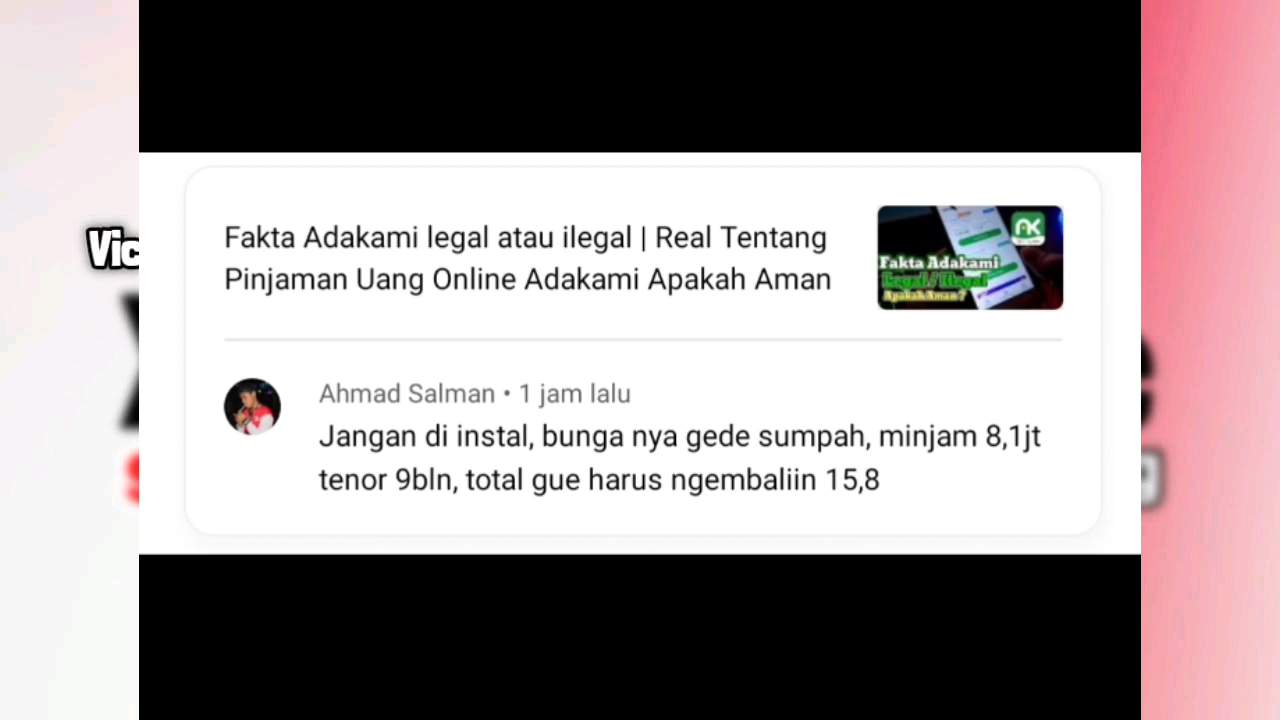 Fakta Adakami legal atau ilegal | Real Tentang
Pinjaman Uang Online Adakami Apakah Aman
Fakta Adakami
Legal / Ilegal
Apakah Aman ?
Ahmad Salman • 1 jam lalu
Jangan di instal, bunga nya gede sumpah, minjam 8,1jt
tenor 9bln, total gue harus ngembaliin 15,8
Vic